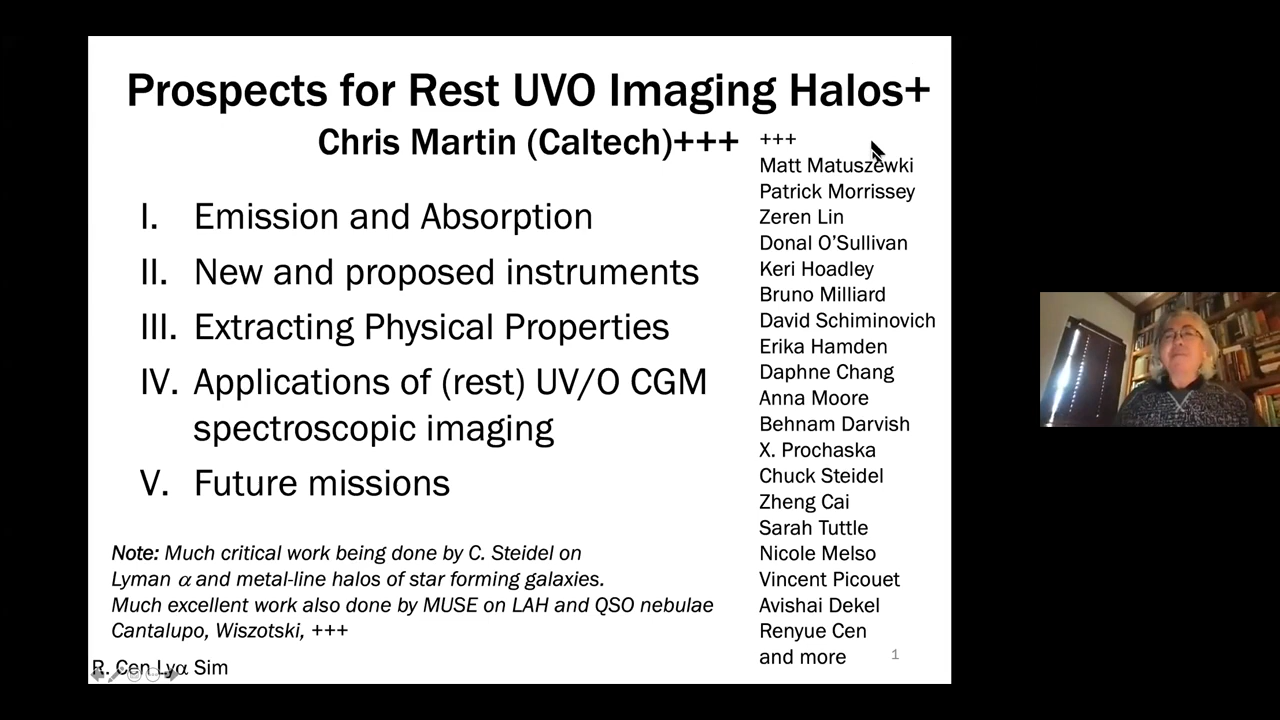 Prospects for Rest UVO Imaging Halos+
Chris Martin (Caltech)+++
I. Emission and Absorption
II. New and proposed instruments
III. Extracting Physical Properties
IV. Applications of (rest) UV/O CGM
spectroscopic imaging
V. Future missions
Note: Much critical work being done by C. Steidel on
Lyman α and metal-line halos of star forming galaxies.
Much excellent work also done by MUSE on LAH and QSO nebulae
Cantalupo, Wiszotski, +++
R. Cen Lyα Sim
+++
Matt Matuszewki
Patrick Morrissey
Zeren Lin
Donal O’Sullivan
Keri Hoadley
Bruno Milliard
David Schiminovich
Erika Hamden
Daphne Chang
Anna Moore
Behnam Darvish
X. Prochaska
Chuck Steidel
Zheng Cai
Sarah Tuttle
Nicole Melso
Vincent Picouet
Avishai Dekel
Renyue Cen
and more
1